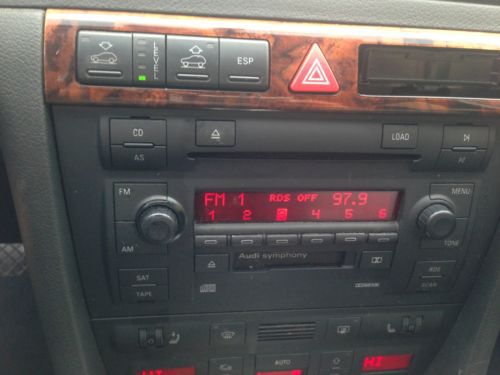 LEVEL
ESP
CD
AS
LOAD
FM
AM
FM 1 RDS OFF 97.9
1 2 3 4 5 6
MENU
TONE
SAT
TAPE
Audi symphony
RDS
SCAN
AUTO
HI HI